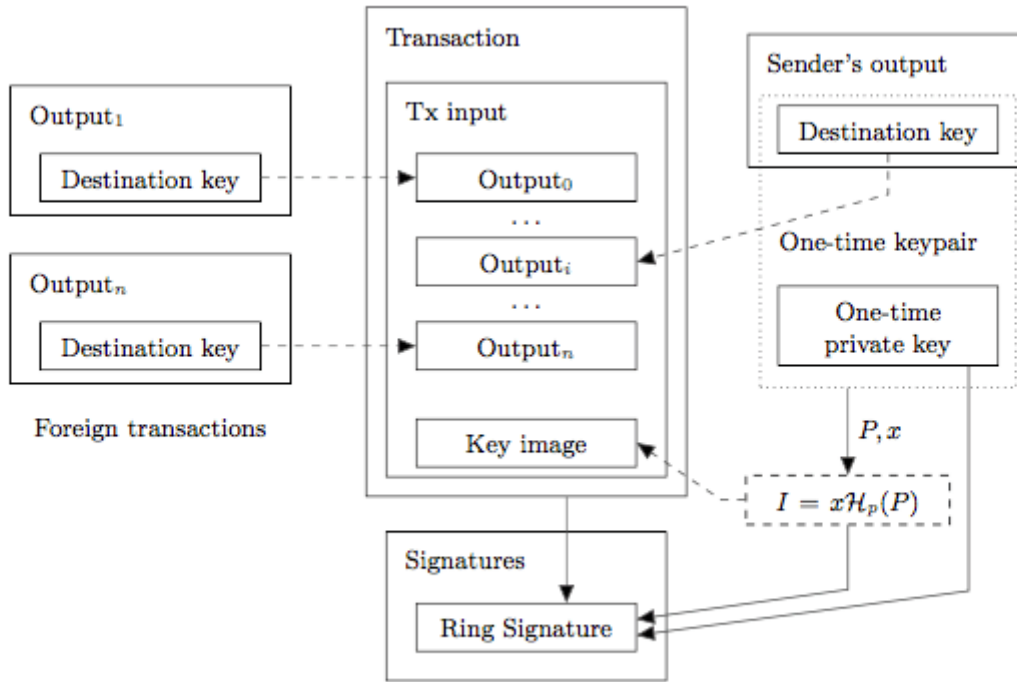 Output₁
Destination key
Outputₙ
Destination key
Foreign transactions
Transaction
Tx input
Output₀
...
Outputᵢ
...
Outputₙ
Key image
Signatures
Ring Signature
Sender's output
Destination key
One-time keypair
One-time
private key
P, x
I = xℋₚ(P)